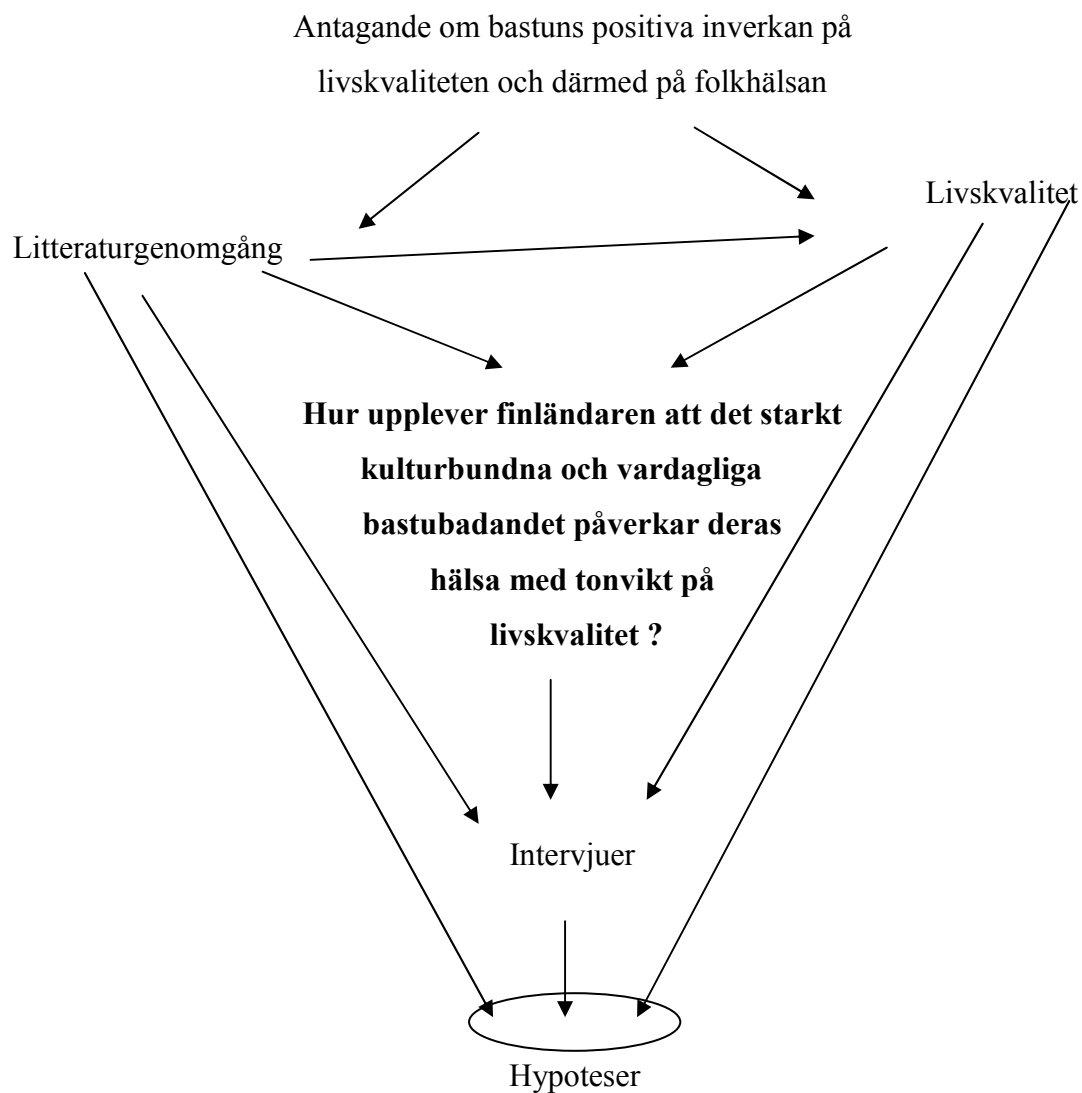 Antagande om bastuns positiva inverkan på
livskvaliteten och därmed på folkhälsan
Livskvalitet
Litteraturgenomgång
Hur upplever finländaren att det starkt
kulturbundna och vardagliga
bastubadandet påverkar deras
hälsa med tonvikt på
livskvalitet ?
Intervjuer
Hypoteser